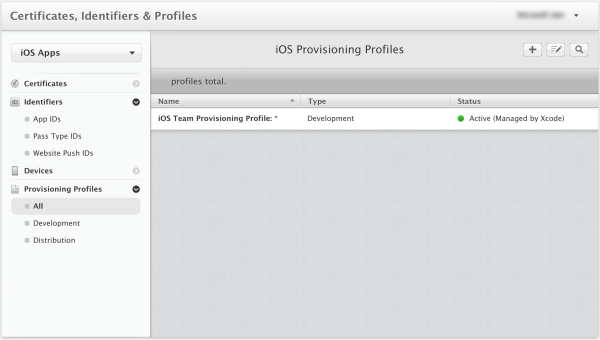 Certificates, Identifiers & Profiles
iOS Apps
iOS Provisioning Profiles
profiles total.
Certificates
Identifiers
App IDs
Pass Type IDs
Website Push IDs
Devices
Provisioning Profiles
All
Development
Distribution
Name Type Status
iOS Team Provisioning Profile: * Development Active (Managed by Xcode)